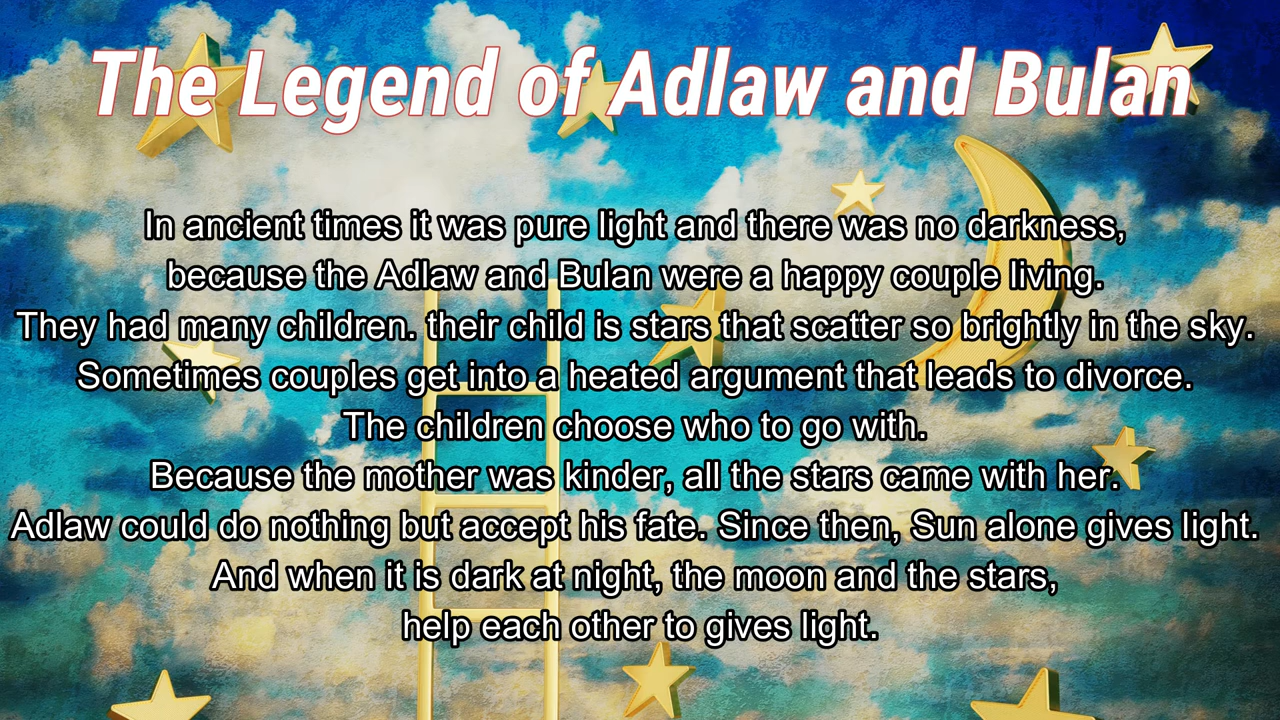 The Legend of Adlaw and Bulan
In ancient times it was pure light and there was no darkness,
because the Adlaw and Bulan were a happy couple living.
They had many children. their child is stars that scatter so brightly in the sky.
Sometimes couples get into a heated argument that leads to divorce.
The children choose who to go with.
Because the mother was kinder, all the stars came with her.
Adlaw could do nothing but accept his fate. Since then, Sun alone gives light.
And when it is dark at night, the moon and the stars,
help each other to gives light.